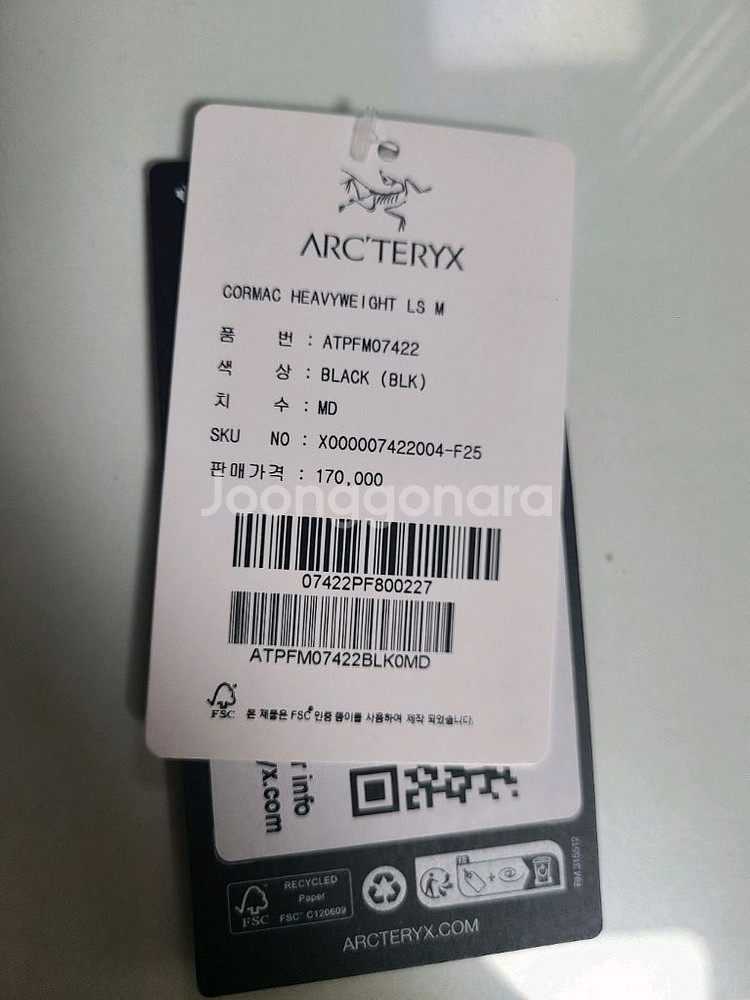 ARC'TERYX
CORMAC HEAVYWEIGHT LS M
품 번 : ATPFM07422
색 상 : BLACK (BLK)
치 수 : MD
SKU NO : X000007422004-F25
판매가격 : 170,000
Joonggonara
07422PF800227
ATPFM07422BLK0MD
FSC 본 제품은 FSC® 인증 종이를 사용하여 제작 되었습니다.
r info
yx.com
RECYCLED
Paper
FSC® C120609
FSC
RM 315512
ARCTERYX.COM